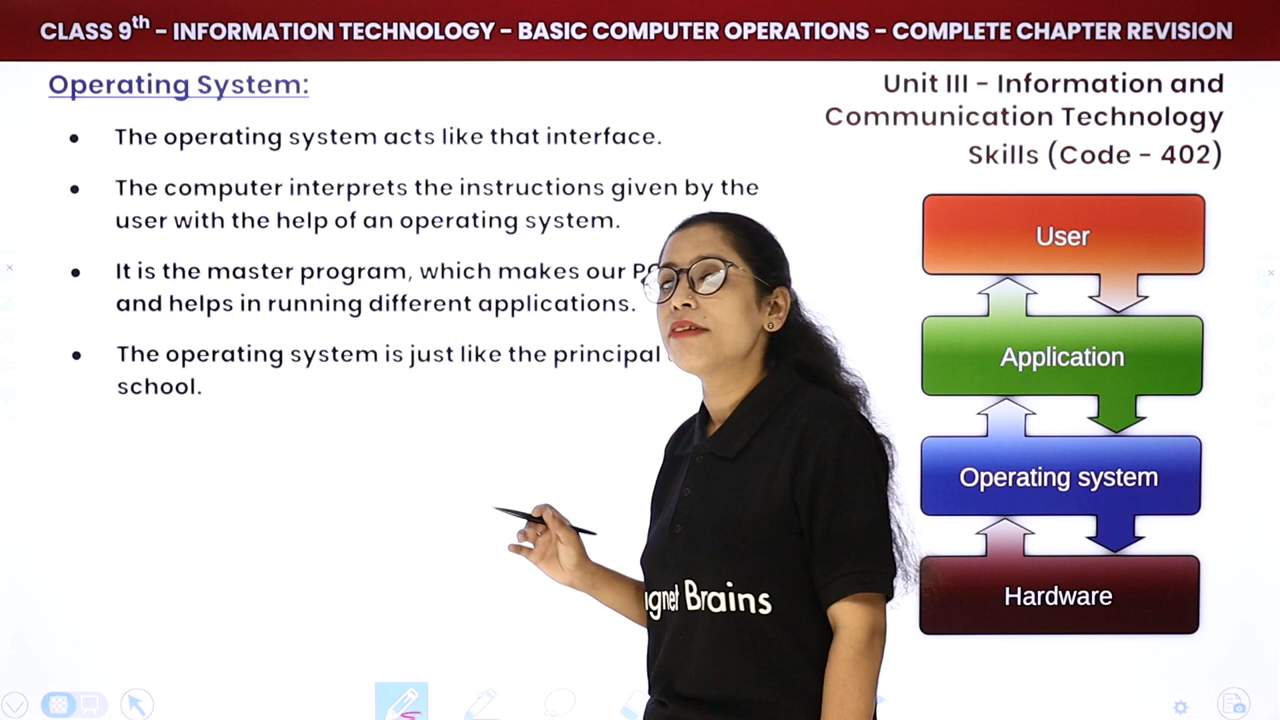 CLASS 9th - INFORMATION TECHNOLOGY - BASIC COMPUTER OPERATIONS - COMPLETE CHAPTER REVISION
Operating System:
• The operating system acts like that interface.
• The computer interprets the instructions given by the
user with the help of an operating system.
• It is the master program, which makes our
and helps in running different applications.
• The operating system is just like the principal
school.
Unit III - Information and
Communication Technology
Skills (Code - 402)
User
Application
Operating system
Hardware
Brains